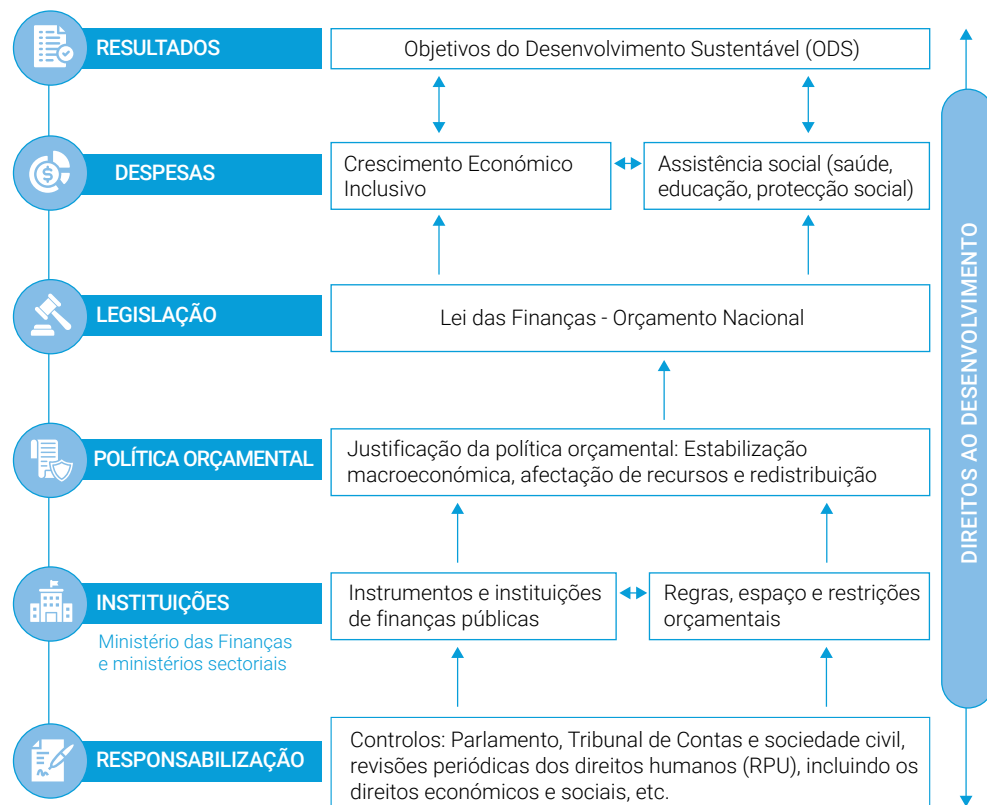 RESULTADOS
Objetivos do Desenvolvimento Sustentável (ODS)
DESPESAS
Crescimento Económico
Inclusivo
Assistência social (saúde,
educação, protecção social)
LEGISLAÇÃO
Lei das Finanças - Orçamento Nacional
POLÍTICA ORÇAMENTAL
Justificação da política orçamental: Estabilização
macroeconómica, afectação de recursos e redistribuição
INSTITUIÇÕES
Ministério das Finanças
e ministérios sectoriais
Instrumentos e instituições
de finanças públicas
Regras, espaço e restrições
orçamentais
RESPONSABILIZAÇÃO
Controlos: Parlamento, Tribunal de Contas e sociedade civil,
revisões periódicas dos direitos humanos (RPU), incluindo os
direitos económicos e sociais, etc.
DIREITOS AO DESENVOLVIMENTO